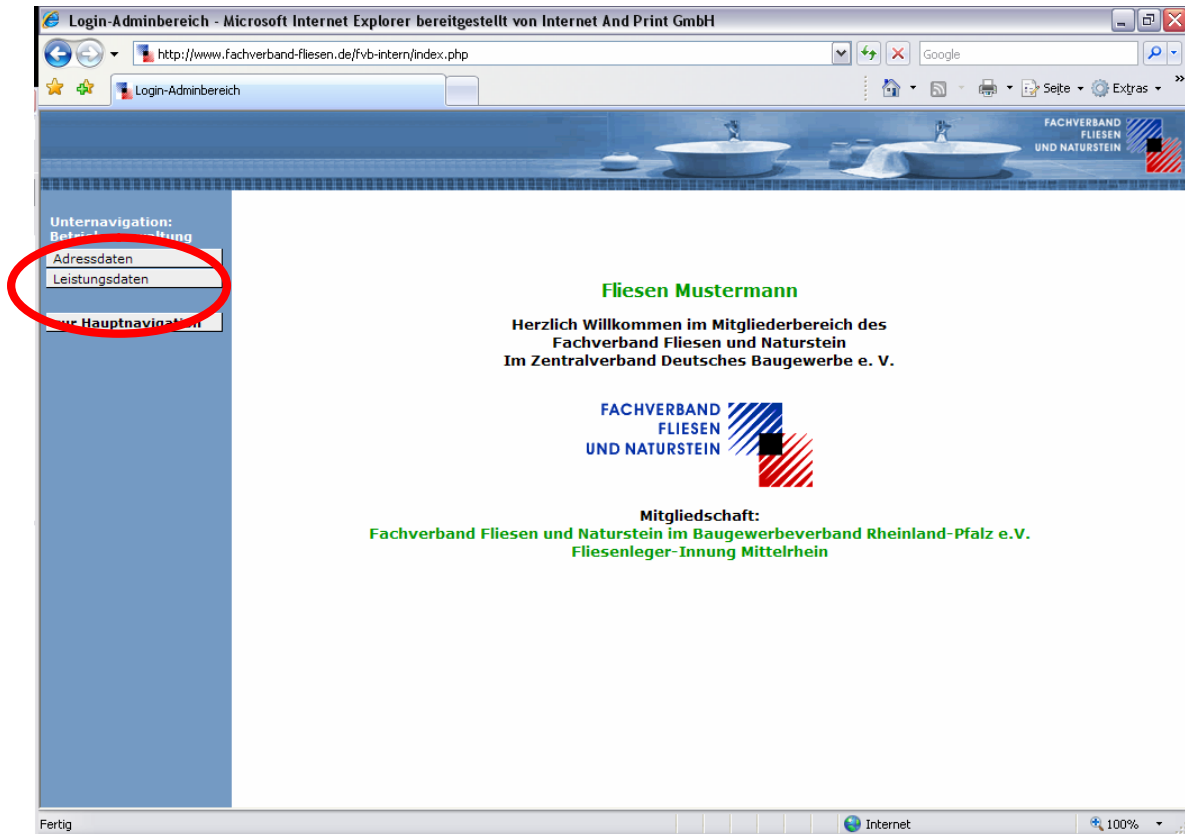 Login-Adminbereich - Microsoft Internet Explorer bereitgestellt von Internet And Print GmbH
http://www.fachverband-fliesen.de/fvb-intern/index.php
Google
Login-Adminbereich
Seite
Extras
FACHVERBAND
FLIESEN
UND NATURSTEIN
Unternavigation:
Adressdaten
Leistungsdaten
zur Hauptnavigation
Fliesen Mustermann
Herzlich Willkommen im Mitgliederbereich des
Fachverband Fliesen und Naturstein
Im Zentralverband Deutsches Baugewerbe e. V.
FACHVERBAND
FLIESEN
UND NATURSTEIN
Mitgliedschaft:
Fachverband Fliesen und Naturstein im Baugewerbeverband Rheinland-Pfalz e.V.
Fliesenleger-Innung Mittelrhein
Fertig
Internet
100%